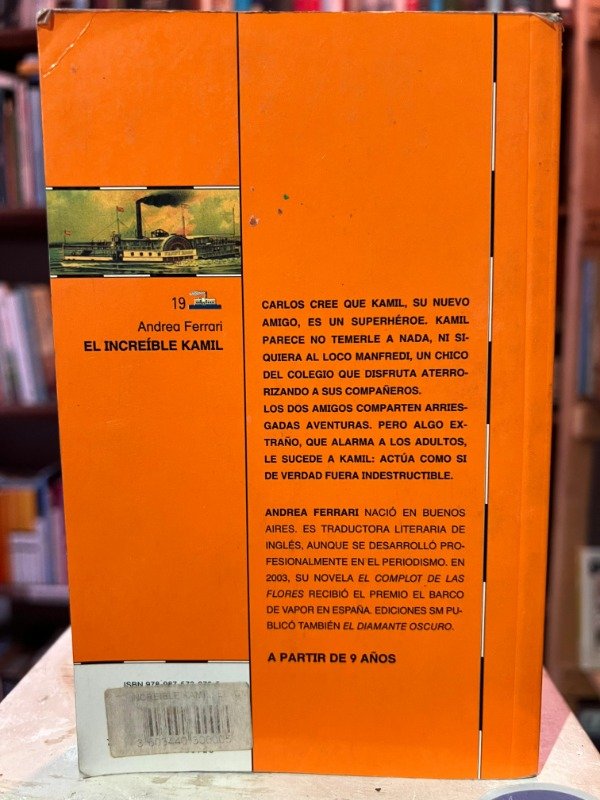 19
Andrea Ferrari
EL INCREÍBLE KAMIL
CARLOS CREE QUE KAMIL, SU NUEVO
AMIGO, ES UN SUPERHÉROE. KAMIL
PARECE NO TEMERLE A NADA, NI SI-
QUIERA AL LOCO MANFREDI, UN CHICO
DEL COLEGIO QUE DISFRUTA ATERRO-
RIZANDO A SUS COMPAÑEROS.
LOS DOS AMIGOS COMPARTEN ARRIES-
GADAS AVENTURAS. PERO ALGO EX-
TRAÑO, QUE ALARMA A LOS ADULTOS,
LE SUCEDE A KAMIL: ACTÚA COMO SI
DE VERDAD FUERA INDESTRUCTIBLE.
ANDREA FERRARI NACIÓ EN BUENOS
AIRES. ES TRADUCTORA LITERARIA DE
INGLÉS, AUNQUE SE DESARROLLÓ PRO-
FESIONALMENTE EN EL PERIODISMO. EN
2003, SU NOVELA EL COMPLOT DE LAS
FLORES RECIBIÓ EL PREMIO EL BARCO
DE VAPOR EN ESPAÑA. EDICIONES SM PU-
BLICÓ TAMBIÉN EL DIAMANTE OSCURO.
A PARTIR DE 9 AÑOS
ISBN
INCREIBLE KAMIL